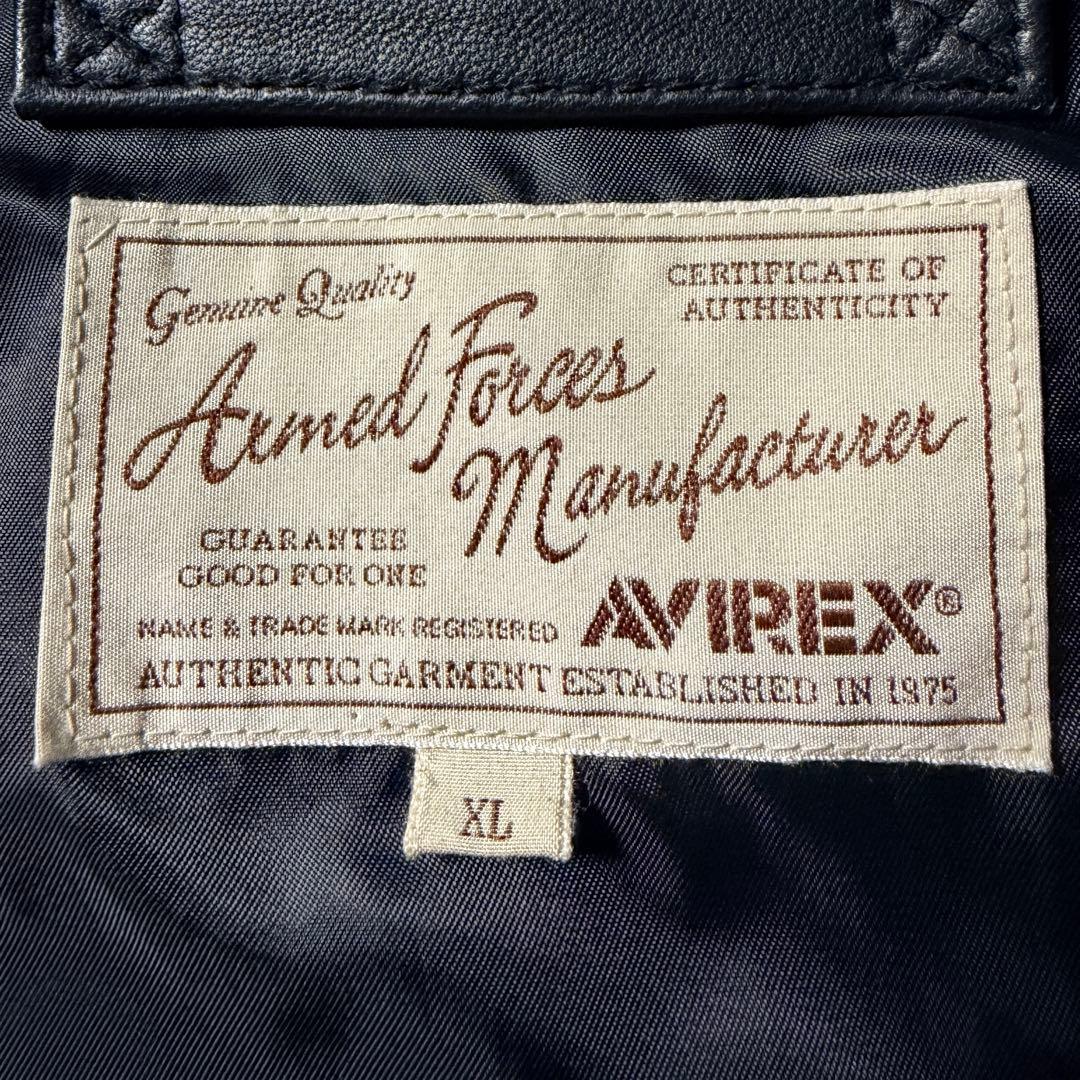 Genuine Quality
CERTIFICATE OF
AUTHENTICITY
Armed Forces
Manufacturer
GUARANTEE
GOOD FOR ONE
NAME & TRADE MARK REGISTERED
AVIREX®
AUTHENTIC GARMENT ESTABLISHED IN 1975
XL